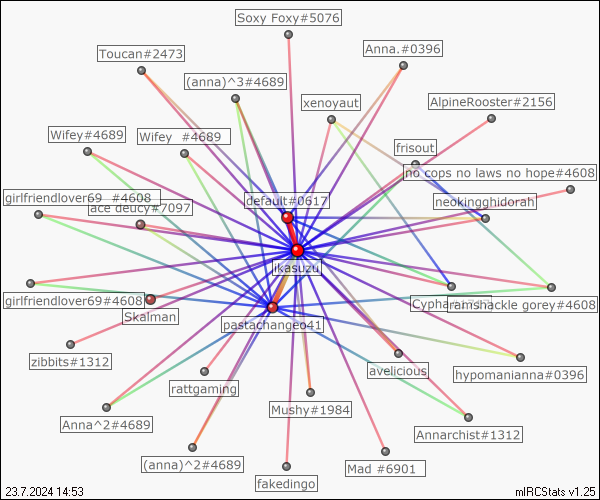 Soxy Foxy#5076
Anna.#0396
Toucan#2473
(anna)^3#4689
xenoyaut
AlpineRooster#2156
Wifey#4689
Wifey  #4689
frisout
no cops no laws no hope#4608
girlfriendlover69  #4608
default#0617
neokingghidorah
ace deucy#7097
ikasuzu
girlfriendlover69#4608
ramshackle gorey#4608
Skalman
pastachangeo41
zibbits#1312
avelicious
hypomanianna#0396
rattgaming
Mushy#1984
Anna^2#4689
Annarchist#1312
(anna)^2#4689
Mad  #6901
fakedingo
23.7.2024 14:53
mIRCStats v1.25